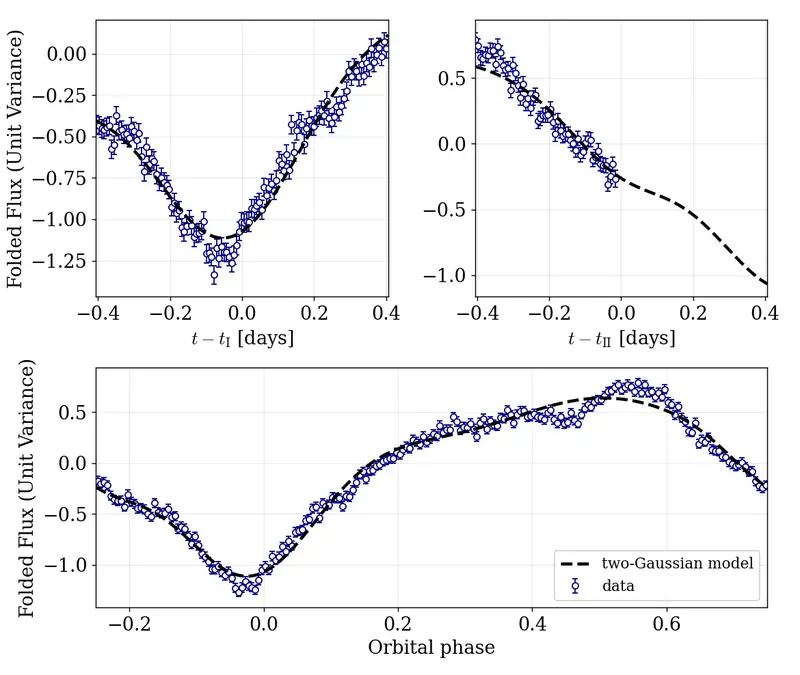 Folded Flux (Unit Variance)
0.00
−0.25
−0.50
−0.75
−1.00
−1.25
−0.4 −0.2 0.0 0.2 0.4
t − tI [days]
0.5
0.0
−0.5
−1.0
−0.4 −0.2 0.0 0.2 0.4
t − tII [days]
Folded Flux (Unit Variance)
0.5
0.0
−0.5
−1.0
two-Gaussian model
data
−0.2 0.0 0.2 0.4 0.6
Orbital phase